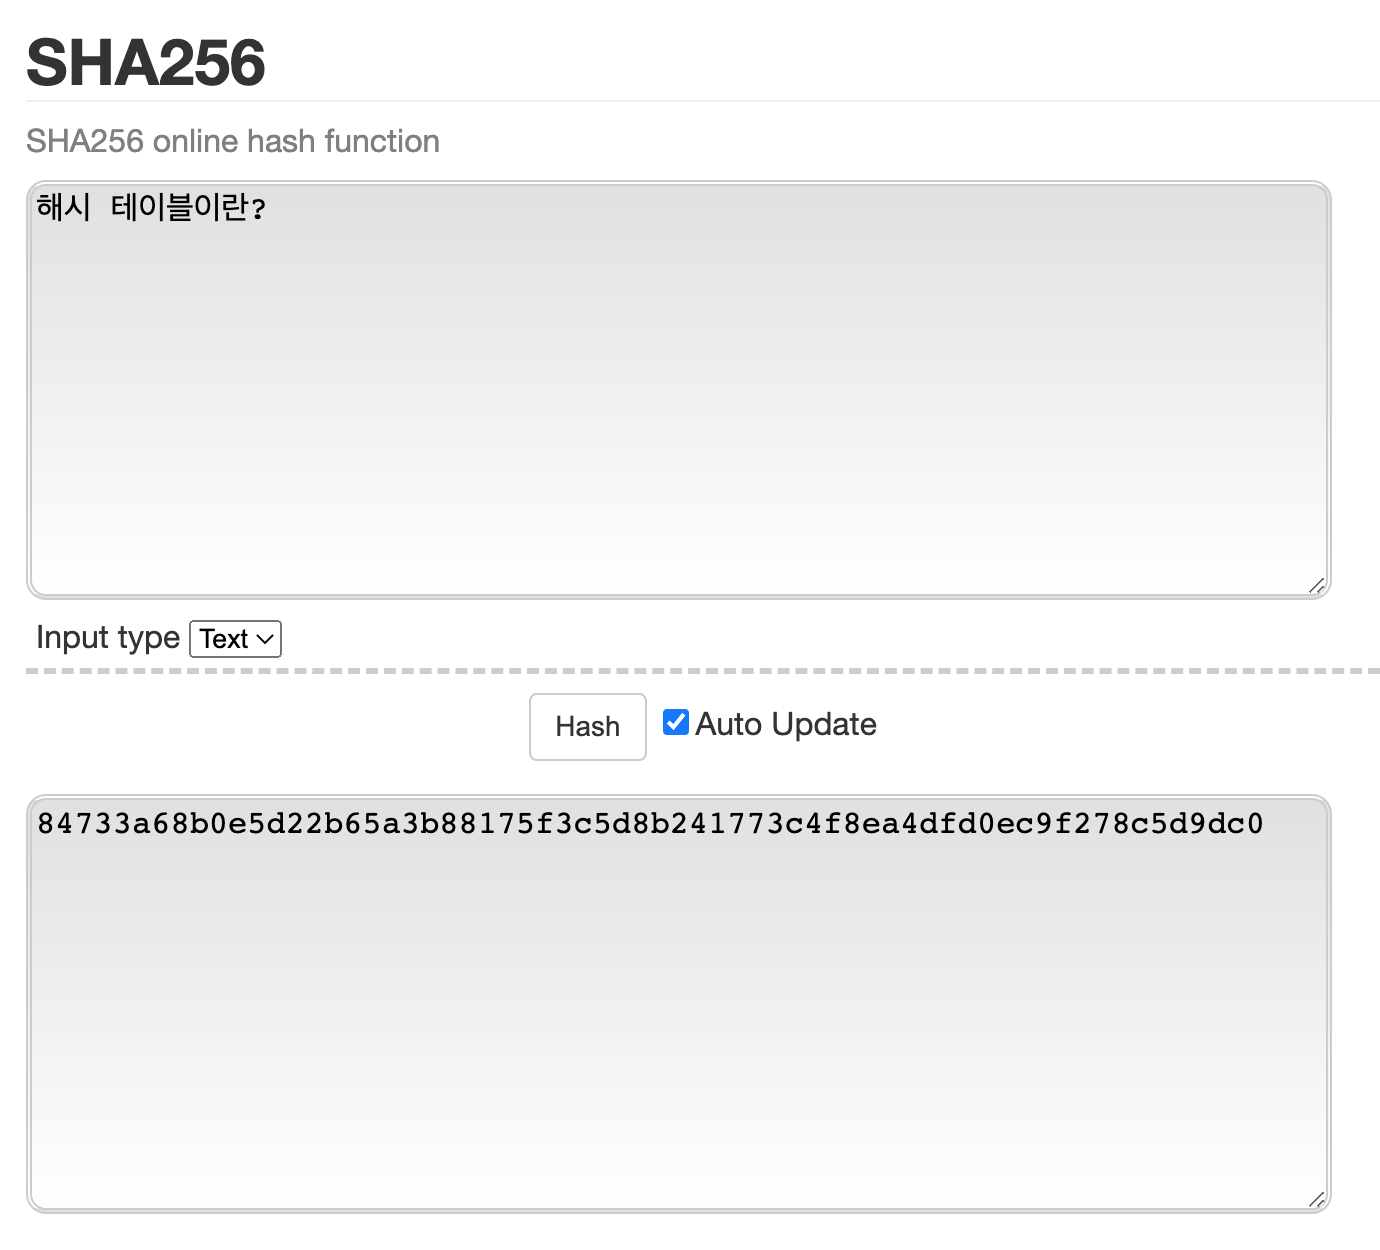 SHA256
SHA256 online hash function
해시 테이블이란?
Input type Text
Hash Auto Update
84733a68b0e5d22b65a3b88175f3c5d8b241773c4f8ea4dfd0ec9f278c5d9dc0